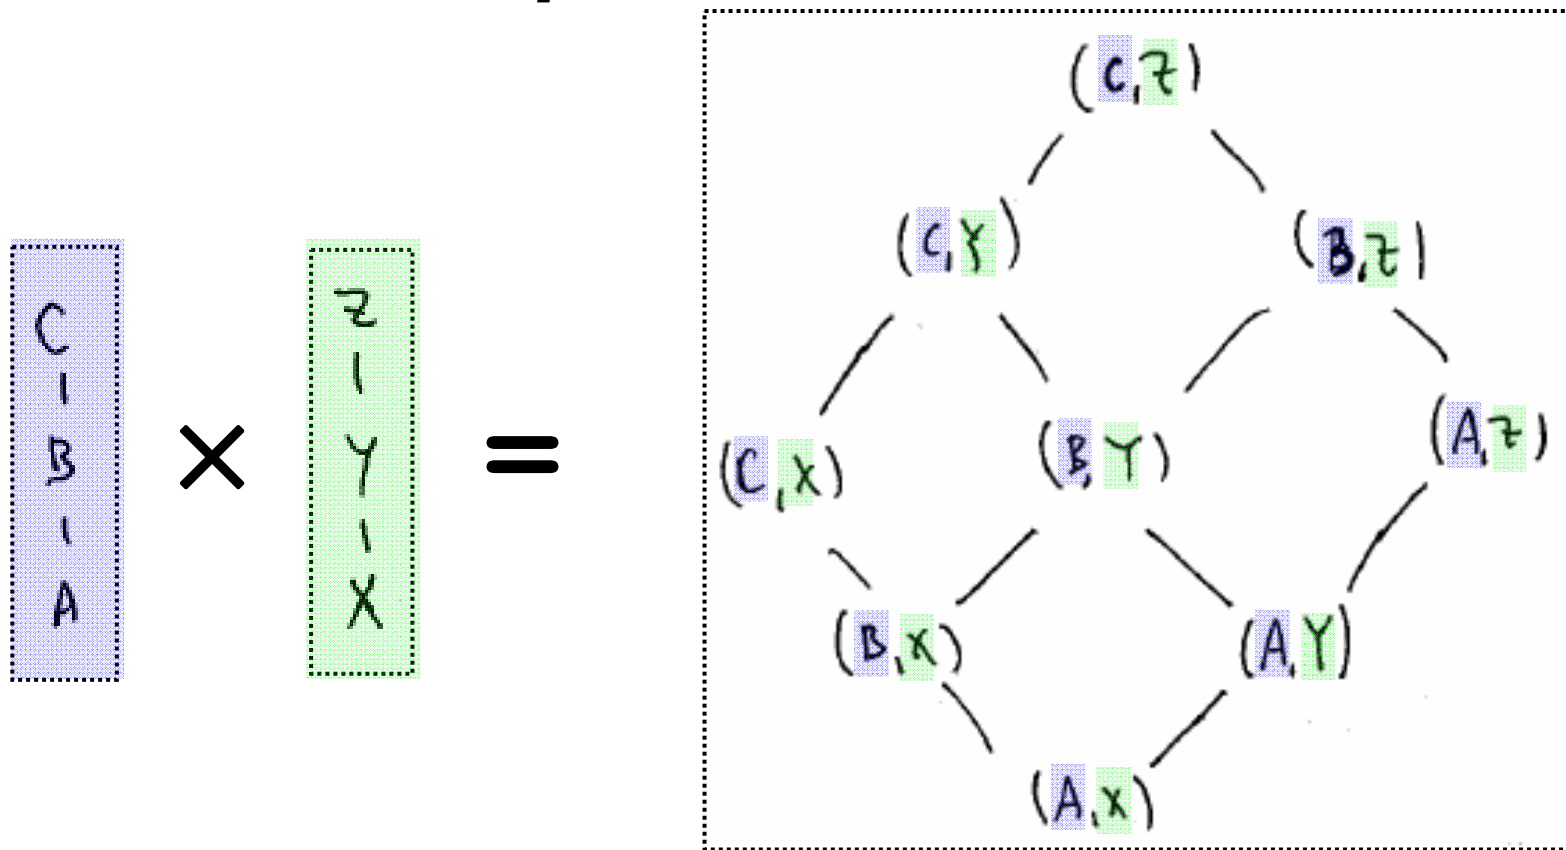 C
B
A
×
Z
Y
X
=
(C,Z)
(C,Y) (B,Z)
(C,X) (B,Y) (A,Z)
(B,X) (A,Y)
(A,X)